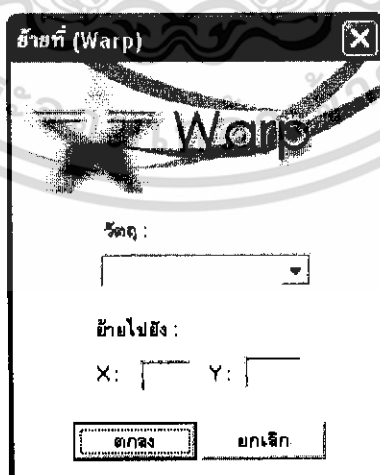 ย้ายที่ (Warp)
Warp
วัตถุ :
ย้ายไปยัง :
X: Y:
ตกลง ยกเลิก